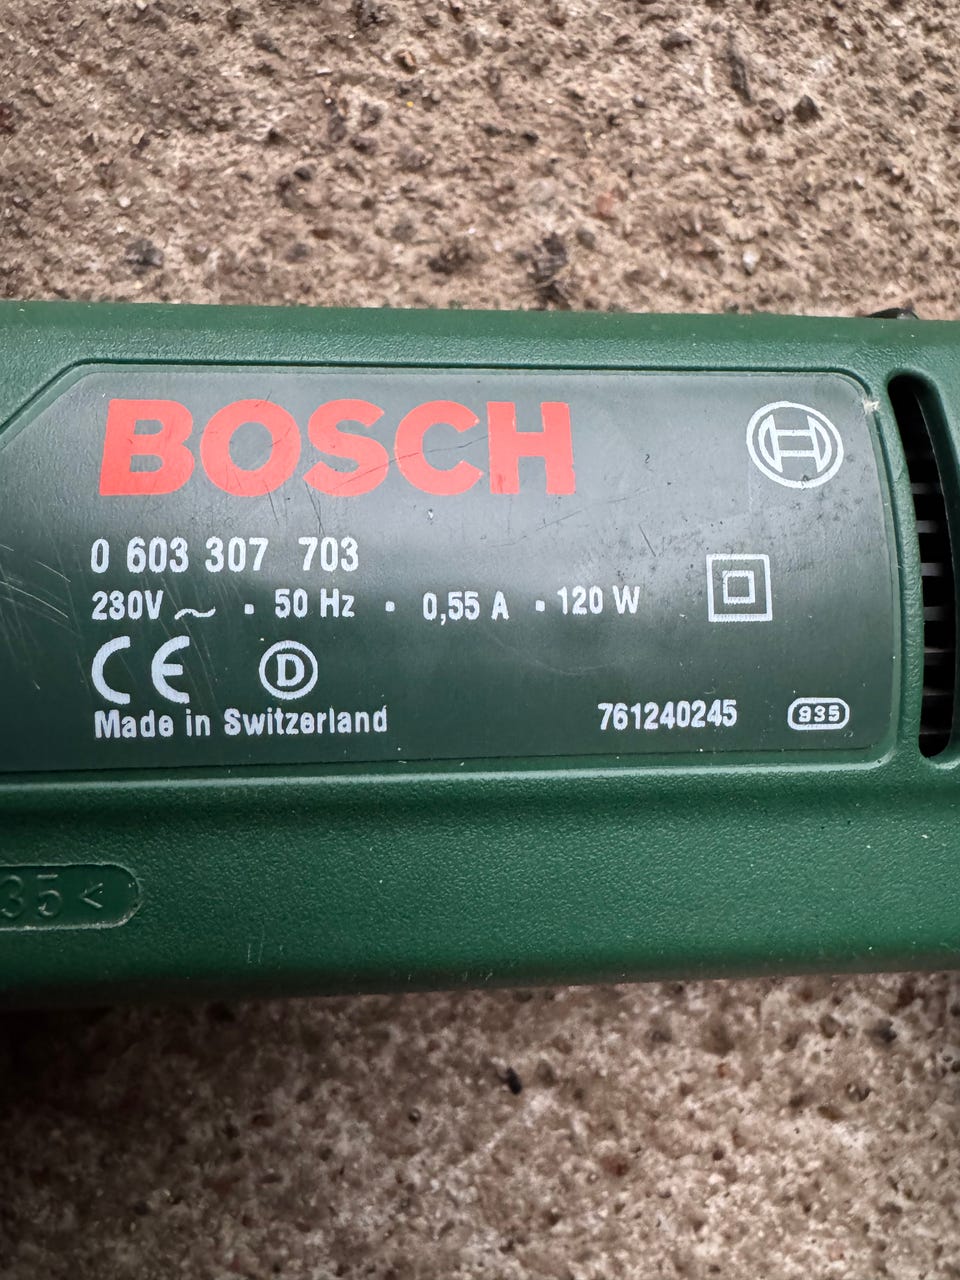 BOSCH
0 603 307 703
230V ~ ▪ 50 Hz ▪ 0,55 A ▪ 120 W
CE D
Made in Switzerland
761240245 935
35 <